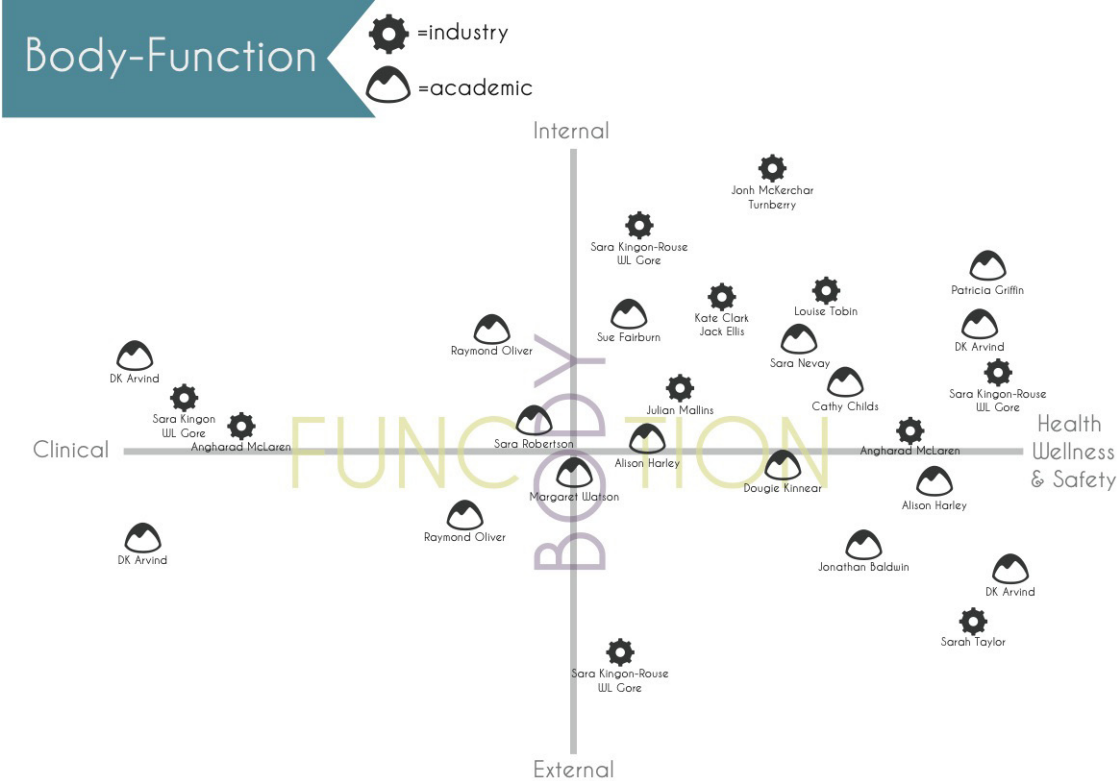 Body-Function
=industry
=academic
Internal
Jonh McKerchar
Turnberry
Sara Kingon-Rouse
WL Gore
Patricia Griffin
Kate Clark
Jack Ellis
Louise Tobin
Sue Fairburn
Raymond Oliver
DK Arvind
Sara Nevay
DK Arvind
Sara Kingon-Rouse
WL Gore
Julian Mallins
Cathy Childs
Sara Kingon
WL Gore
Angharad McLaren
Sara Robertson
Alison Harley
Angharad McLaren
Clinical
FUNCTION
BODY
Health
Wellness
& Safety
Margaret Watson
Dougie Kinnear
Alison Harley
Raymond Oliver
DK Arvind
Jonathan Baldwin
DK Arvind
Sarah Taylor
Sara Kingon-Rouse
WL Gore
External